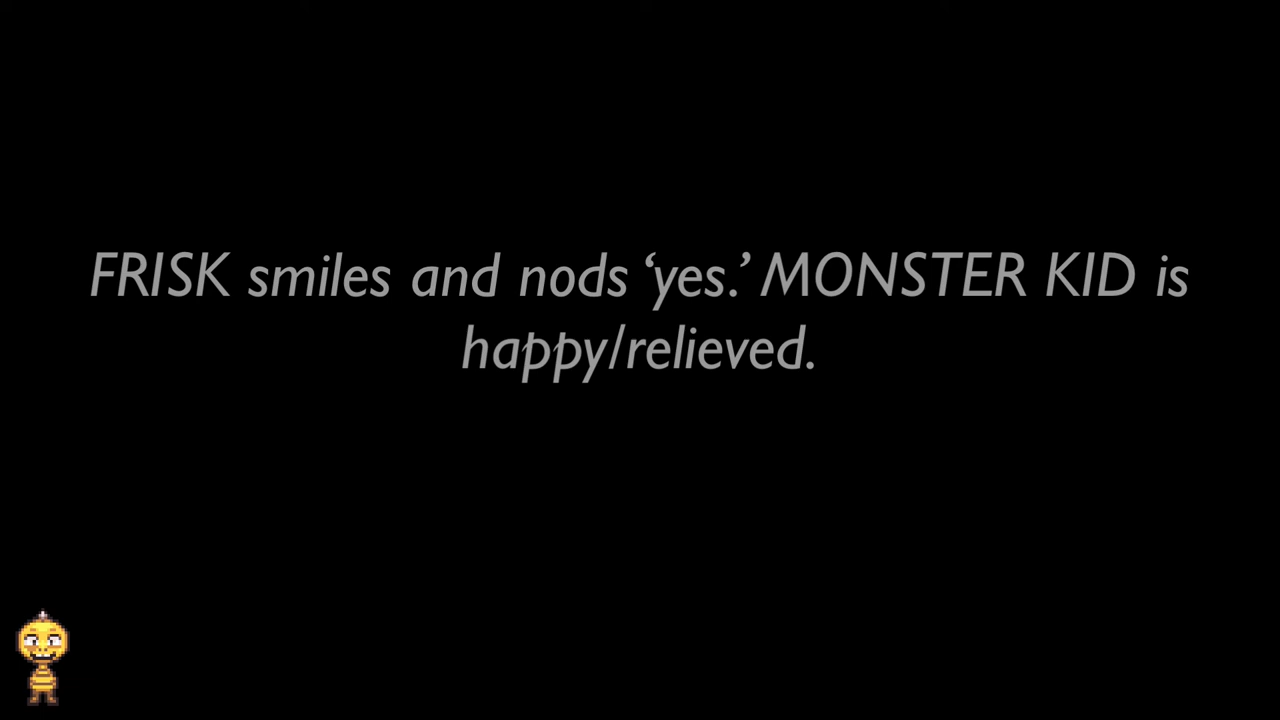 FRISK smiles and nods ‘yes.’ MONSTER KID is
happy/relieved.